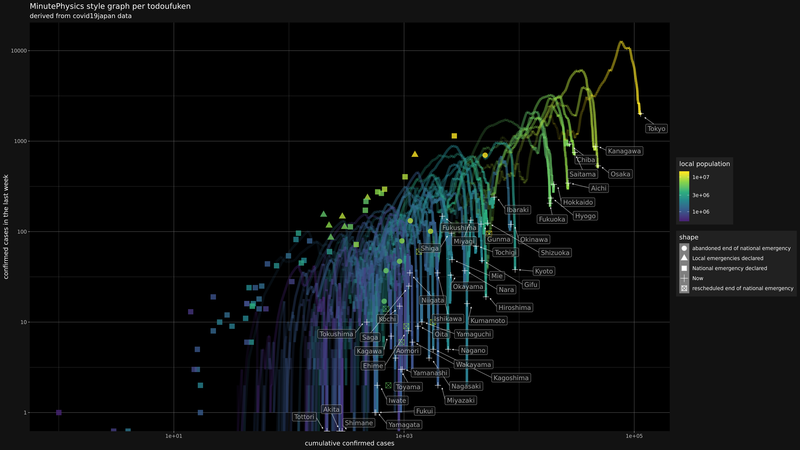 MinutePhysics style graph per todoufuken
derived from covid19japan data
confirmed cases in the last week
10000
1000
100
10
1
1e+01
1e+03
1e+05
cumulative confirmed cases
Tokyo
Kanagawa
Chiba
Saitama
Osaka
Aichi
Hokkaido
Hyogo
Fukuoka
Ibaraki
Fukushima
Miyagi
Gunma
Okinawa
Shiga
Tochigi
Shizuoka
Kyoto
Mie
Gifu
Okayama
Nara
Niigata
Hiroshima
Kochi
Ishikawa
Kumamoto
Tokushima
Saga
Oita
Yamaguchi
Kagawa
Aomori
Nagano
Ehime
Wakayama
Yamanashi
Kagoshima
Toyama
Nagasaki
Iwate
Miyazaki
Akita
Fukui
Tottori
Shimane
Yamagata
local population
1e+07
3e+06
1e+06
shape
abandoned end of national emergency
Local emergencies declared
National emergency declared
Now
rescheduled end of national emergency